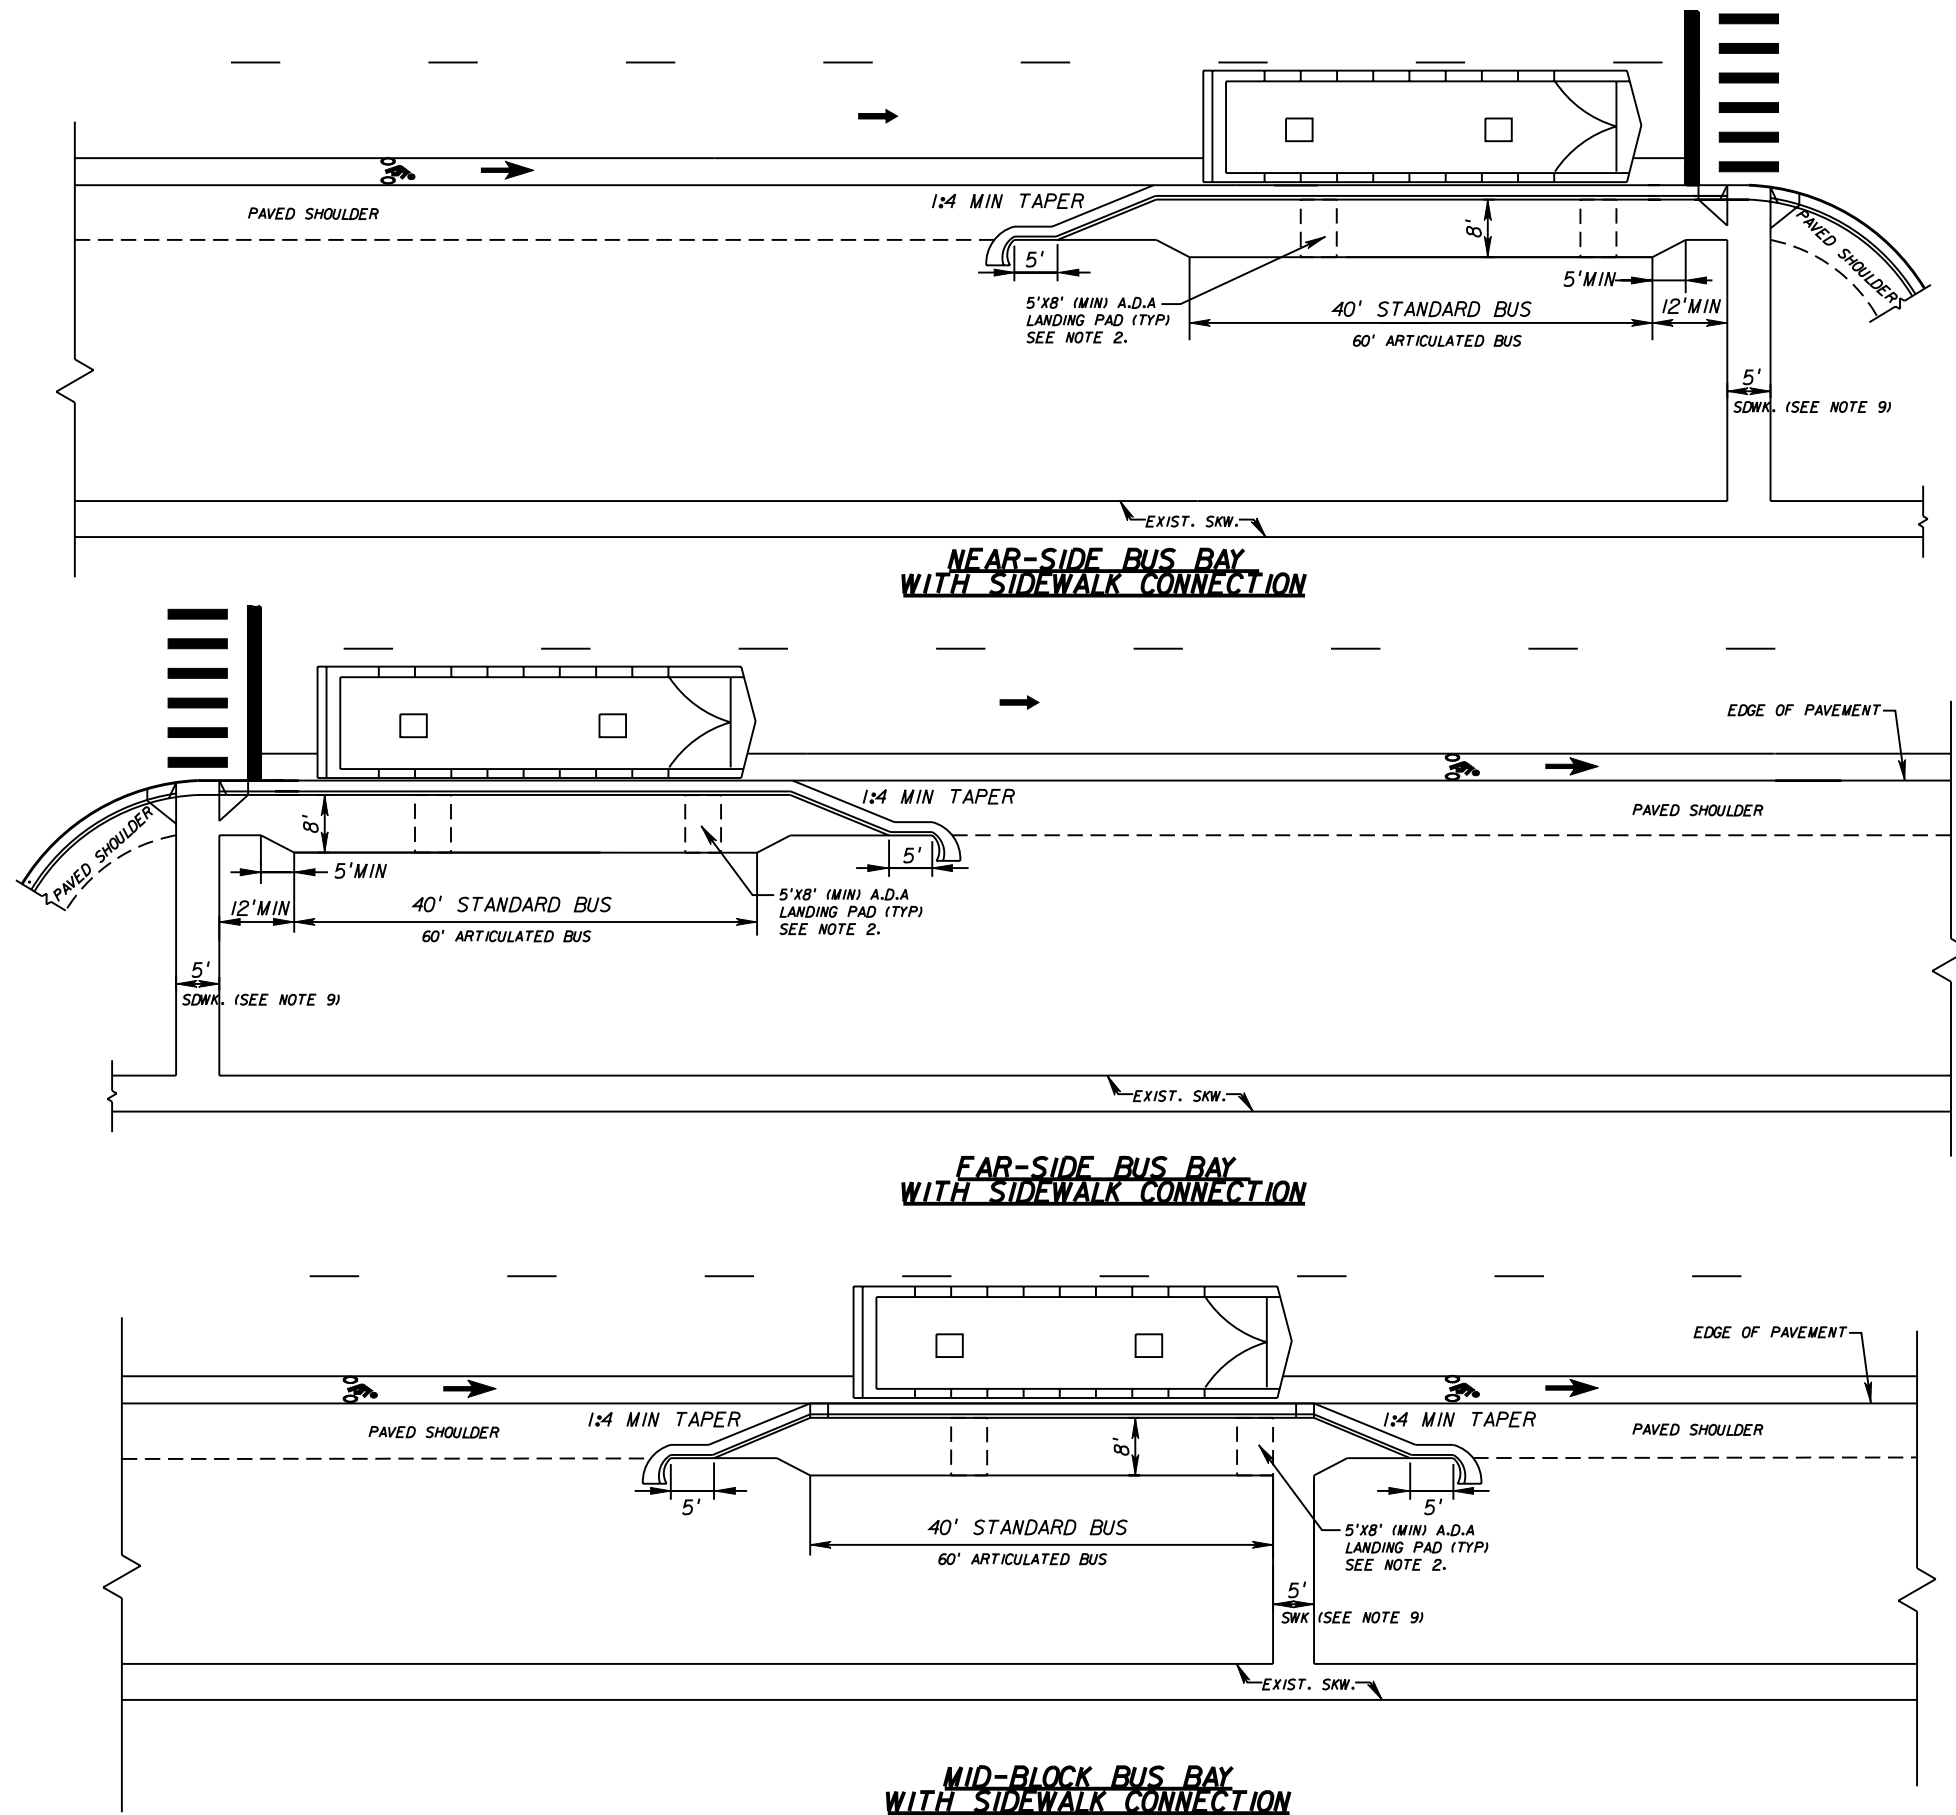 1:4 MIN TAPER
PAVED SHOULDER
PAVED SHOULDER
8'
5'
5'MIN
5'X8' (MIN) A.D.A
LANDING PAD (TYP)
SEE NOTE 2.
40' STANDARD BUS
12'MIN
60' ARTICULATED BUS
5'
SDWK. (SEE NOTE 9)
EXIST. SKW.
NEAR-SIDE BUS BAY
WITH SIDEWALK CONNECTION
EDGE OF PAVEMENT
1:4 MIN TAPER
PAVED SHOULDER
PAVED SHOULDER
8'
5'
5'MIN
5'X8' (MIN) A.D.A
LANDING PAD (TYP)
SEE NOTE 2.
12'MIN
40' STANDARD BUS
60' ARTICULATED BUS
5'
SDWK. (SEE NOTE 9)
EXIST. SKW.
FAR-SIDE BUS BAY
WITH SIDEWALK CONNECTION
EDGE OF PAVEMENT
1:4 MIN TAPER
1:4 MIN TAPER
PAVED SHOULDER
PAVED SHOULDER
8'
5'
5'
40' STANDARD BUS
60' ARTICULATED BUS
5'X8' (MIN) A.D.A
LANDING PAD (TYP)
SEE NOTE 2.
5'
SWK (SEE NOTE 9)
EXIST. SKW.
MID-BLOCK BUS BAY
WITH SIDEWALK CONNECTION